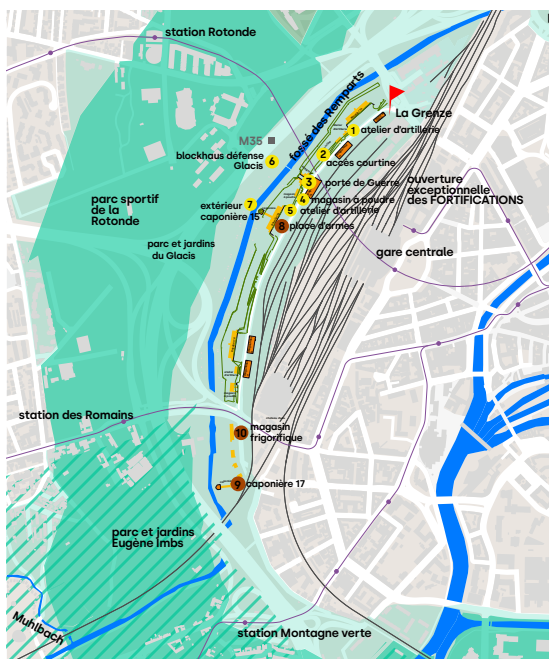 station Rotonde
fossé des Remparts
La Grenze
M35
1 atelier d'artillerie
blockhaus défense
Glacis
6
2
accès courtine
3 porte de Guerre
ouverture
exceptionnelle
des FORTIFICATIONS
4 magasin à poudre
parc sportif
de la
Rotonde
extérieur
caponière 15
7
5 atelier d'artillerie
8 place d'armes
parc et jardins
du Glacis
gare centrale
station des Romains
10 magasin
frigorifique
9 caponière 17
parc et jardins
Eugène Imbs
Muhlbach
station Montagne verte